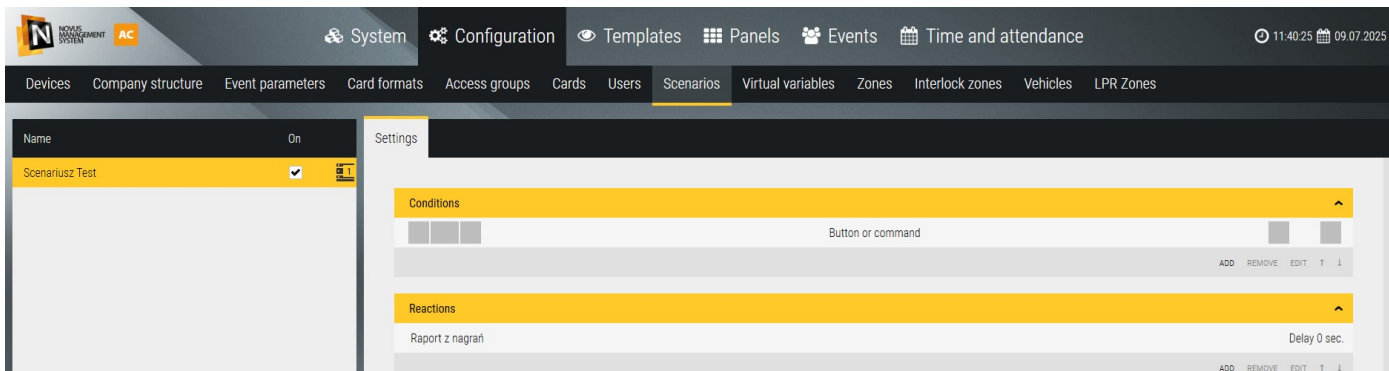 NOVUS
MANAGEMENT
SYSTEM
AC
System Configuration Templates Panels Events Time and attendance
11:40:25 09.07.2025
Devices Company structure Event parameters Card formats Access groups Cards Users Scenarios Virtual variables Zones Interlock zones Vehicles LPR Zones
Name On
Settings
Scenariusz Test
1
Conditions
Button or command
ADD REMOVE EDIT ↑ ↓
Reactions
Raport z nagrań Delay 0 sec.
ADD REMOVE EDIT ↑ ↓